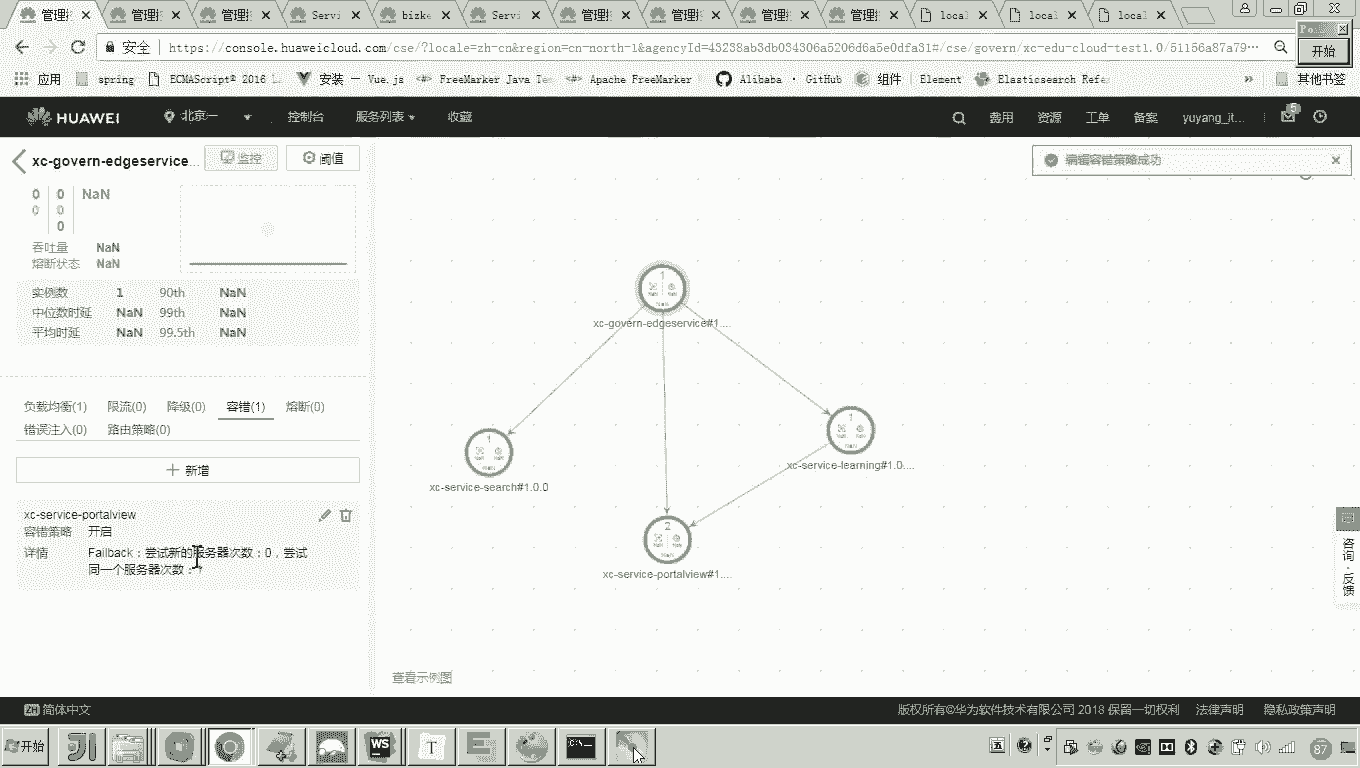 管理控 管理控 管理控 Servi bizke Servi 管理控 管理控 管理控 管理控 local local local
安全 https://console.huaweicloud.com/cse/?locale=zh-cn&region=cn-north-1&agencyId=43238ab3db034306a5206d6a5e0dfa31#/cse/govern/xc-edu-cloud-test1.0/51156a87a79…
开始
应用 spring ECMAScript® 2016 L 安装 — Vue.js FreeMarker Java Te Apache FreeMarker Alibaba · GitHub 组件 Element Elasticsearch Refe » 其他书签
HUAWEI 北京一 控制台 服务列表 收藏 费用 资源 工单 备案 yuyang_it... 5
xc-govern-edgeservice... 监控 阈值
编辑容错策略成功
0 0 NaN
0 0
0
吞吐量 NaN
熔断状态 NaN
实例数 1 90th NaN
中位数时延 NaN 99th NaN
平均时延 NaN 99.5th NaN
负载均衡(1) 限流(0) 降级(0) 容错(1) 熔断(0)
错误注入(0) 路由策略(0)
新增
xc-service-portalview
容错策略 开启
详情 Failback：尝试新的服务器次数：0，尝试
同一个服务器次数：
1
xc-govern-edgeservice#1....
1
xc-service-search#1.0.0
1
xc-service-learning#1.0....
2
xc-service-portalview#1....
查看示例图
咨询·反馈
ZH 简体中文 版权所有©华为软件技术有限公司 2018 保留一切权利 法律声明 隐私政策声明
开始 WS T 87